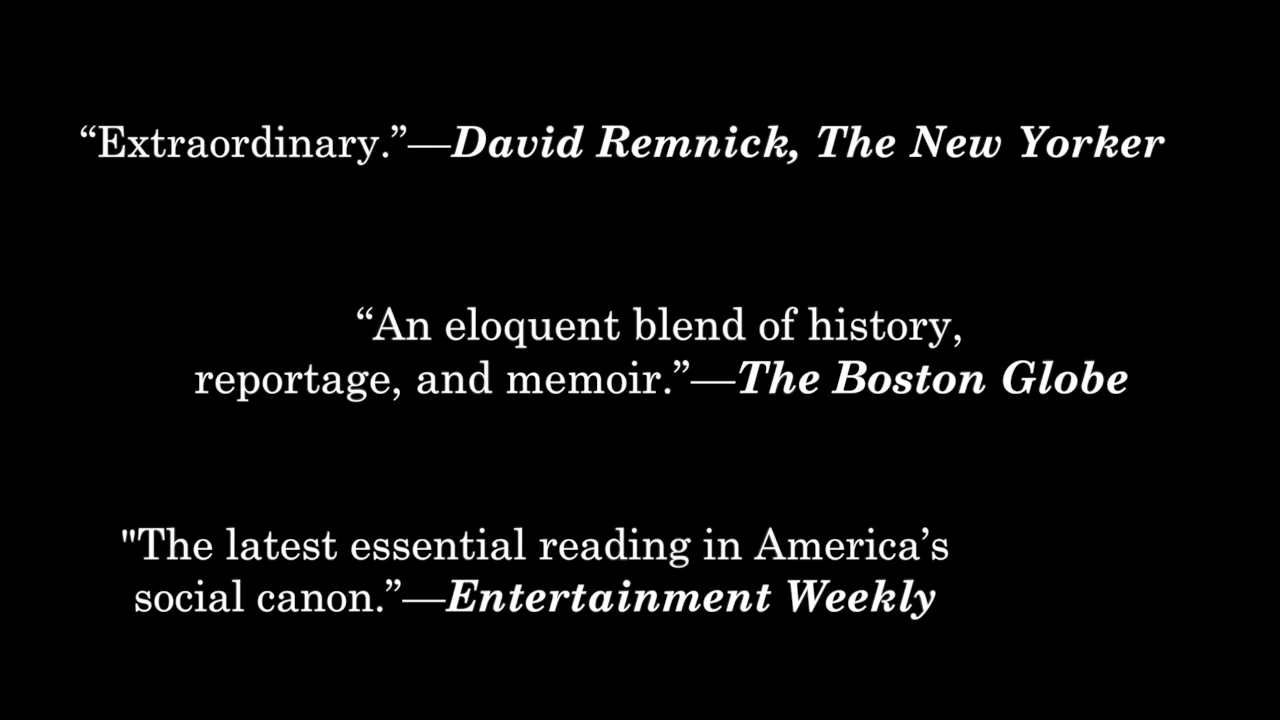 “Extraordinary.”—David Remnick, The New Yorker
“An eloquent blend of history,
reportage, and memoir.”—The Boston Globe
"The latest essential reading in America’s
social canon.”—Entertainment Weekly